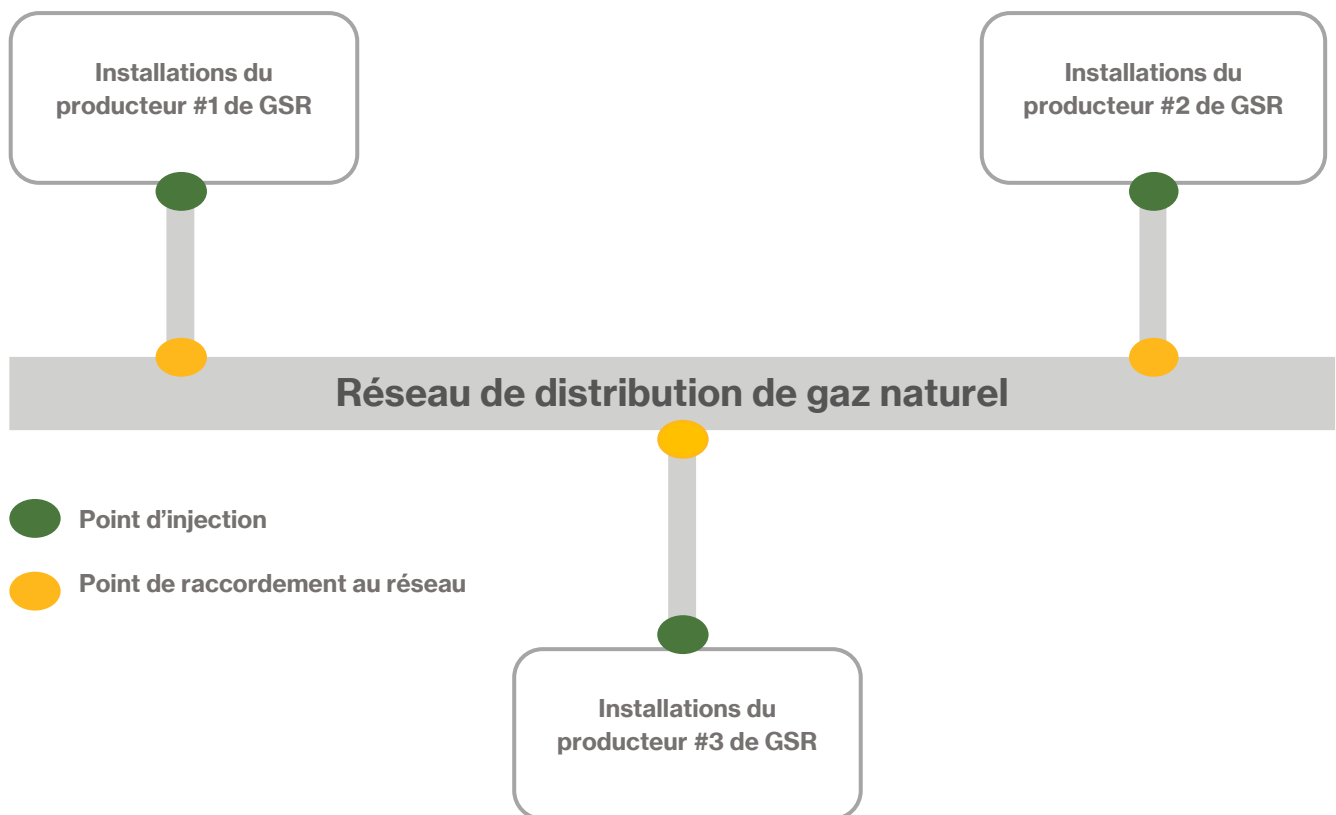 Installations du
producteur #1 de GSR
Installations du
producteur #2 de GSR
Réseau de distribution de gaz naturel
Point d’injection
Point de raccordement au réseau
Installations du
producteur #3 de GSR